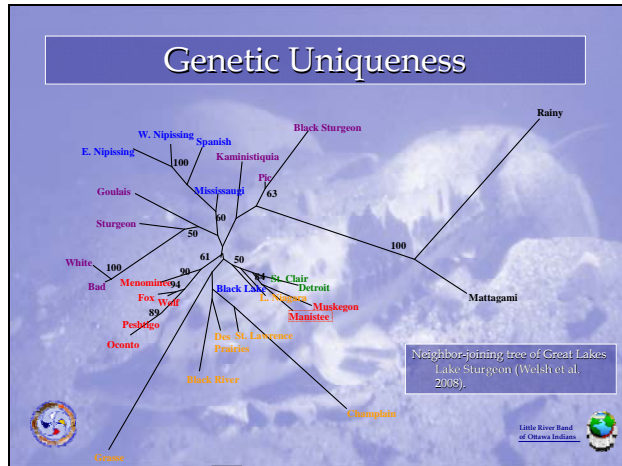 Genetic Uniqueness
Rainy
Black Sturgeon
W. Nipissing
Spanish
E. Nipissing
Kaministiquia
100
Pic
Goulais
Mississaugi
63
60
Sturgeon
50
100
61
50
White
100
90
84
St. Clair
Bad
Menominee
94
Black Lake
Detroit
Mattagami
Fox
Wolf
L. Niagara
Muskegon
89
Manistee
Peshtigo
Oconto
Des Prairies
St. Lawrence
Neighbor-joining tree of Great Lakes
Lake Sturgeon (Welsh et al.
2008).
Black River
Champlain
Little River Band
of Ottawa Indians
Grasse